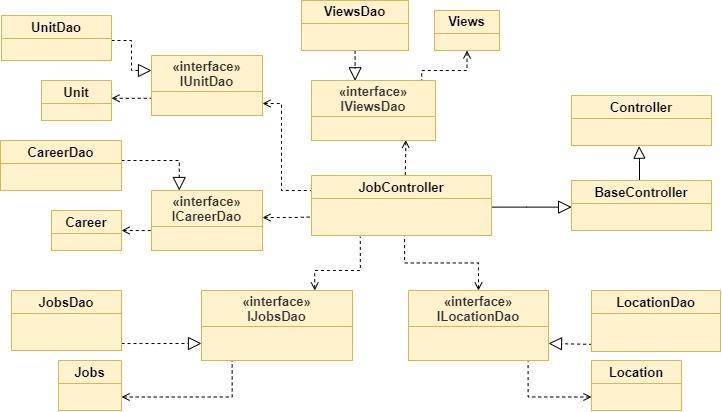 UnitDao
ViewsDao
Views
«interface»
IUnitDao
Unit
«interface»
IViewsDao
Controller
CareerDao
JobController
BaseController
«interface»
ICareerDao
Career
JobsDao
«interface»
IJobsDao
«interface»
ILocationDao
LocationDao
Jobs
Location